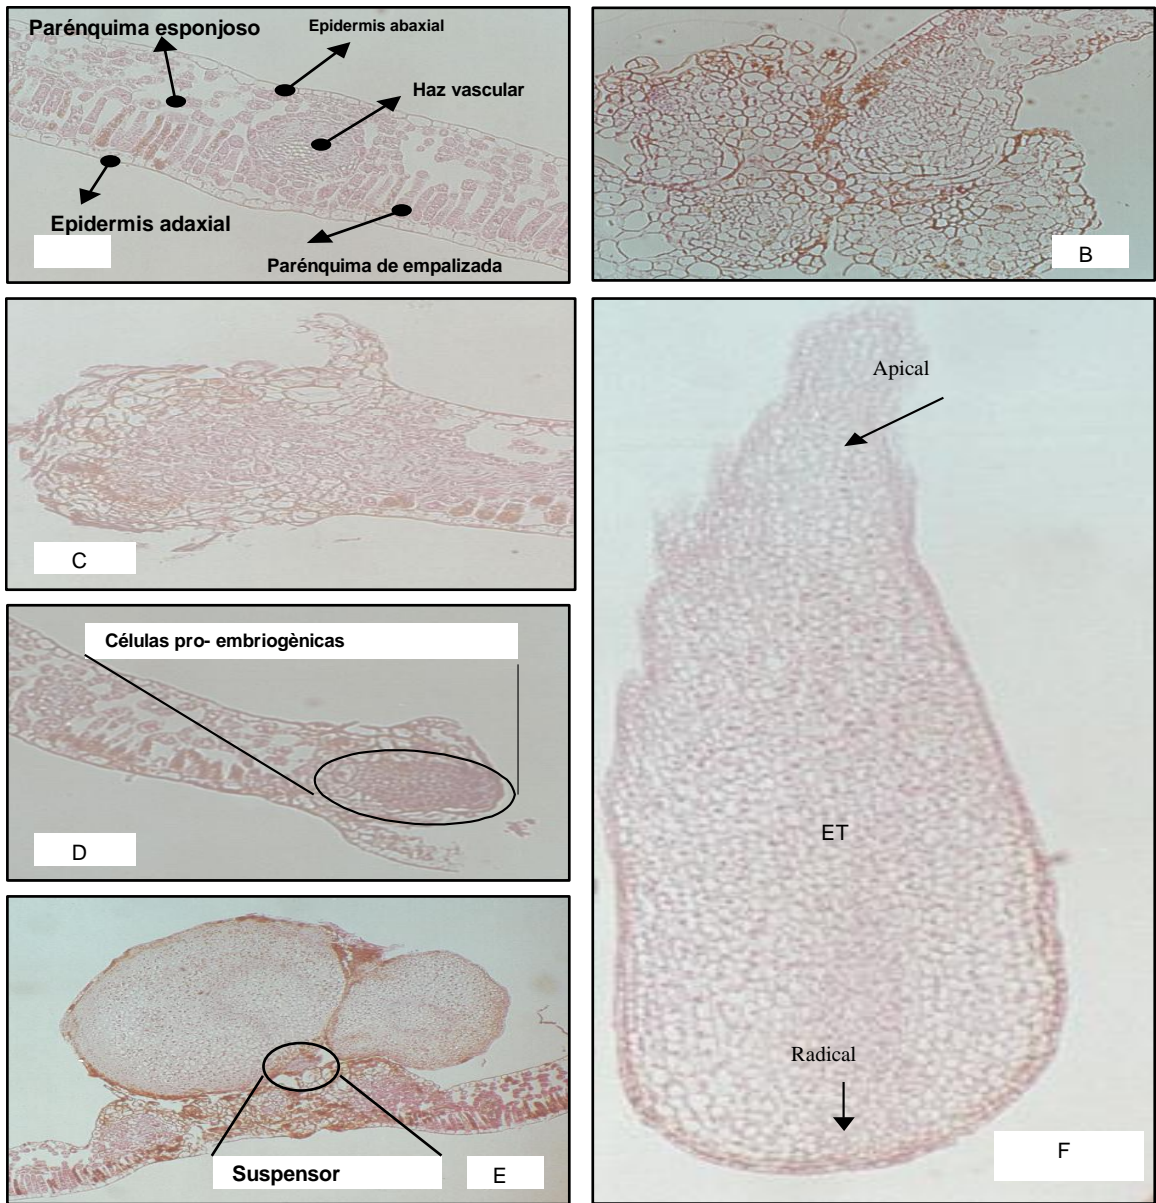 Parénquima esponjoso
Epidermis abaxial
Haz vascular
Epidermis adaxial
Parénquima de empalizada
B
C
Células pro- embriogènicas
D
Suspensor
E
Apical
ET
Radical
F